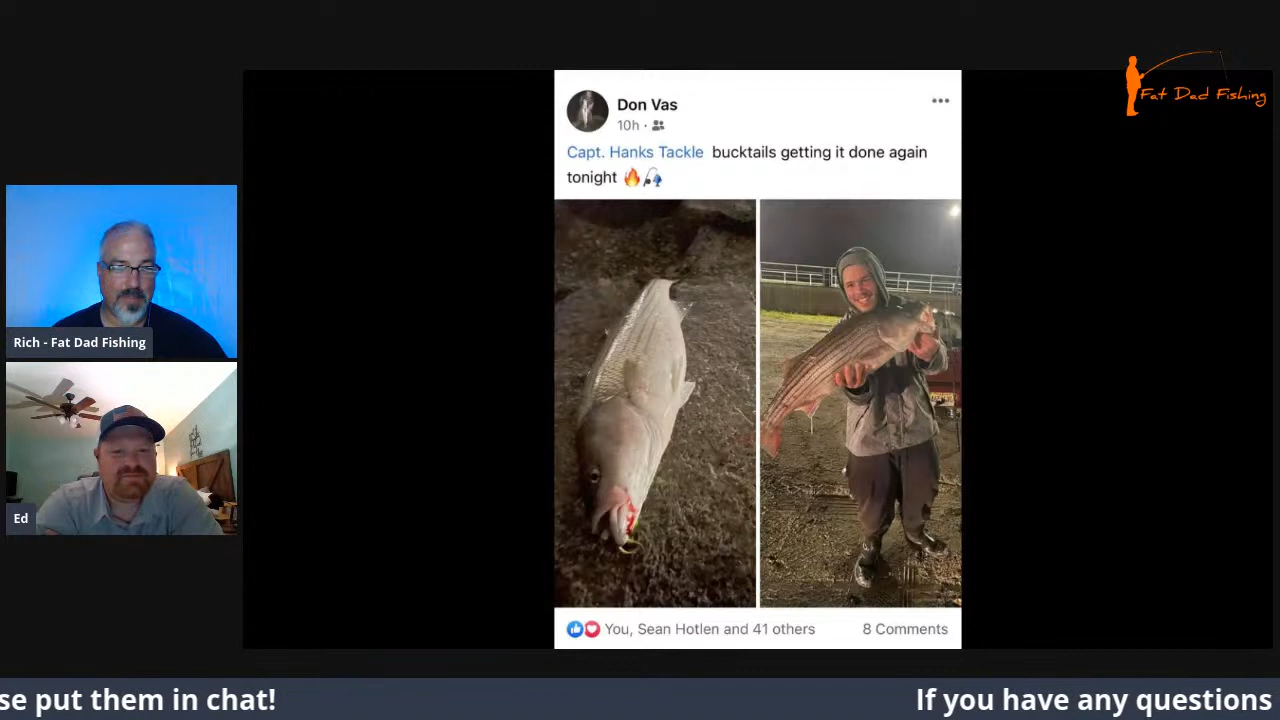 Fat Dad Fishing
Don Vas
10h
Capt. Hanks Tackle bucktails getting it done again
tonight 🔥🎣
Rich - Fat Dad Fishing
Ed
You, Sean Hotlen and 41 others
8 Comments
se put them in chat!
If you have any questions